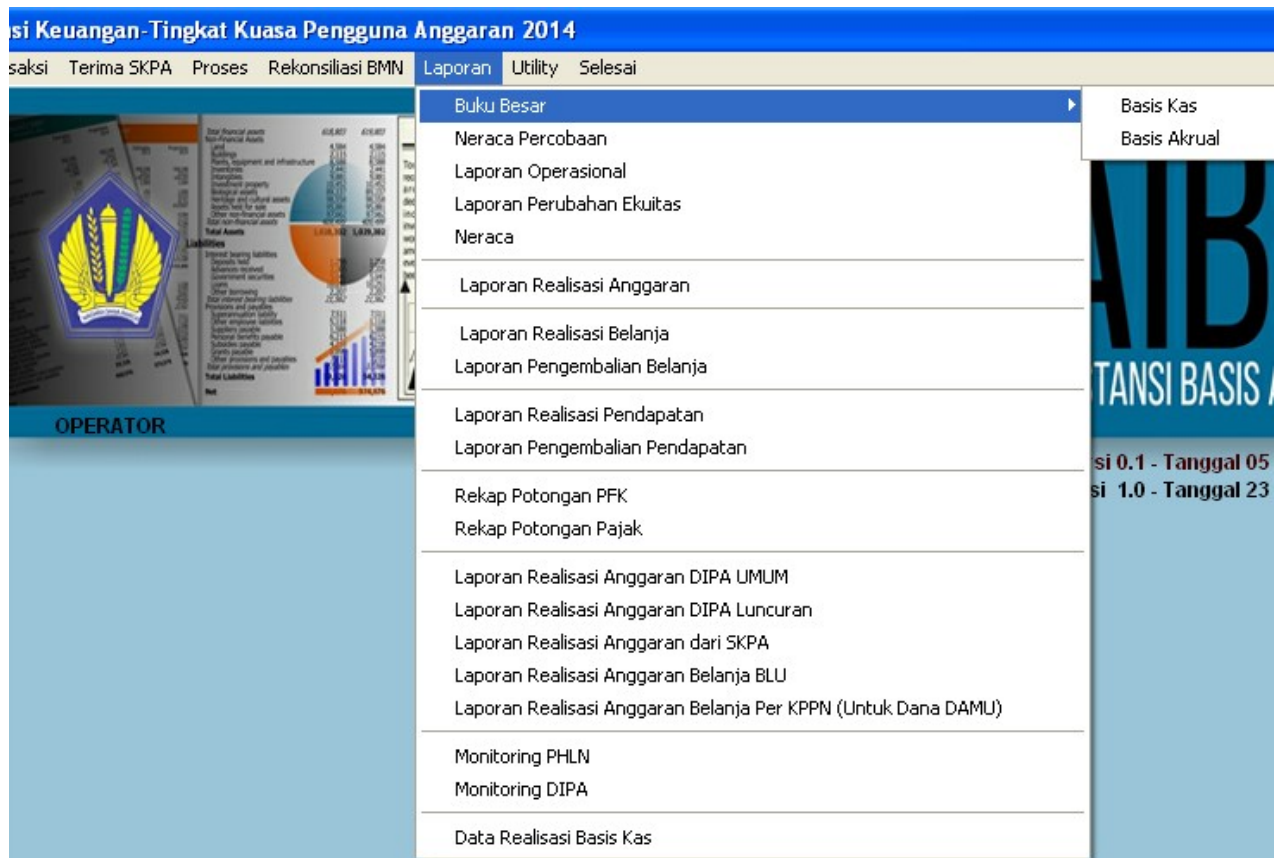 si Keuangan-Tingkat Kuasa Pengguna Anggaran 2014
saksi Terima SKPA Proses Rekonsiliasi BMN Laporan Utility Selesai
Buku Besar
Basis Kas
Basis Akrual
Neraca Percobaan
Laporan Operasional
Laporan Perubahan Ekuitas
Neraca
Laporan Realisasi Anggaran
Laporan Realisasi Belanja
Laporan Pengembalian Belanja
Laporan Realisasi Pendapatan
Laporan Pengembalian Pendapatan
Rekap Potongan PFK
Rekap Potongan Pajak
Laporan Realisasi Anggaran DIPA UMUM
Laporan Realisasi Anggaran DIPA Luncuran
Laporan Realisasi Anggaran dari SKPA
Laporan Realisasi Anggaran Belanja BLU
Laporan Realisasi Anggaran Belanja Per KPPN (Untuk Dana DAMU)
Monitoring PHLN
Monitoring DIPA
Data Realisasi Basis Kas
OPERATOR
Total Assets
Liabilities
Total Liabilities
AIB
TANSI BASIS
si 0.1 - Tanggal 05
si 1.0 - Tanggal 23